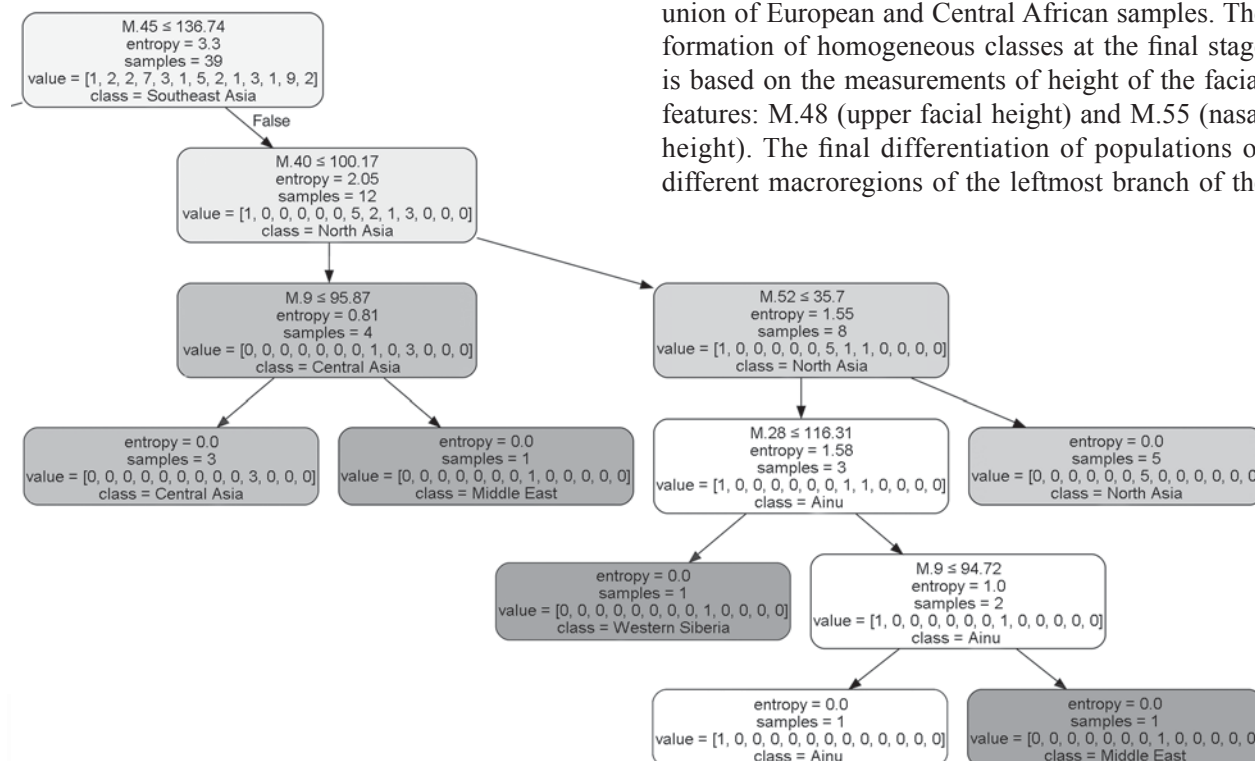 M.45 ≤ 136.74
entropy = 3.3
samples = 39
value = [1, 2, 2, 7, 3, 1, 5, 2, 1, 3, 1, 9, 2]
class = Southeast Asia
False
union of European and Central African samples. Th
formation of homogeneous classes at the final stag
is based on the measurements of height of the facia
features: M.48 (upper facial height) and M.55 (nasa
height). The final differentiation of populations o
different macroregions of the leftmost branch of th
M.40 ≤ 100.17
entropy = 2.05
samples = 12
value = [1, 0, 0, 0, 0, 0, 5, 2, 1, 3, 0, 0, 0]
class = North Asia
M.9 ≤ 95.87
entropy = 0.81
samples = 4
value = [0, 0, 0, 0, 0, 0, 0, 1, 0, 3, 0, 0, 0]
class = Central Asia
M.52 ≤ 35.7
entropy = 1.55
samples = 8
value = [1, 0, 0, 0, 0, 0, 5, 1, 1, 0, 0, 0, 0]
class = North Asia
entropy = 0.0
samples = 3
value = [0, 0, 0, 0, 0, 0, 0, 0, 0, 3, 0, 0, 0]
class = Central Asia
entropy = 0.0
samples = 1
value = [0, 0, 0, 0, 0, 0, 0, 1, 0, 0, 0, 0, 0]
class = Middle East
M.28 ≤ 116.31
entropy = 1.58
samples = 3
value = [1, 0, 0, 0, 0, 0, 0, 1, 1, 0, 0, 0, 0]
class = Ainu
entropy = 0.0
samples = 5
value = [0, 0, 0, 0, 0, 0, 5, 0, 0, 0, 0, 0, 0
class = North Asia
entropy = 0.0
samples = 1
value = [0, 0, 0, 0, 0, 0, 0, 0, 1, 0, 0, 0, 0]
class = Western Siberia
M.9 ≤ 94.72
entropy = 1.0
samples = 2
value = [1, 0, 0, 0, 0, 0, 0, 1, 0, 0, 0, 0, 0]
class = Ainu
entropy = 0.0
samples = 1
value = [1, 0, 0, 0, 0, 0, 0, 0, 0, 0, 0, 0, 0]
class = Ainu
entropy = 0.0
samples = 1
value = [0, 0, 0, 0, 0, 0, 0, 1, 0, 0, 0, 0, 0
class = Middle East